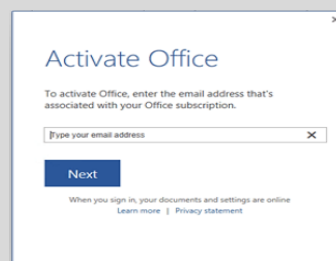 Activate Office
To activate Office, enter the email address that's
associated with your Office subscription.
Type your email address
Next
When you sign in, your documents and settings are online
Learn more | Privacy statement